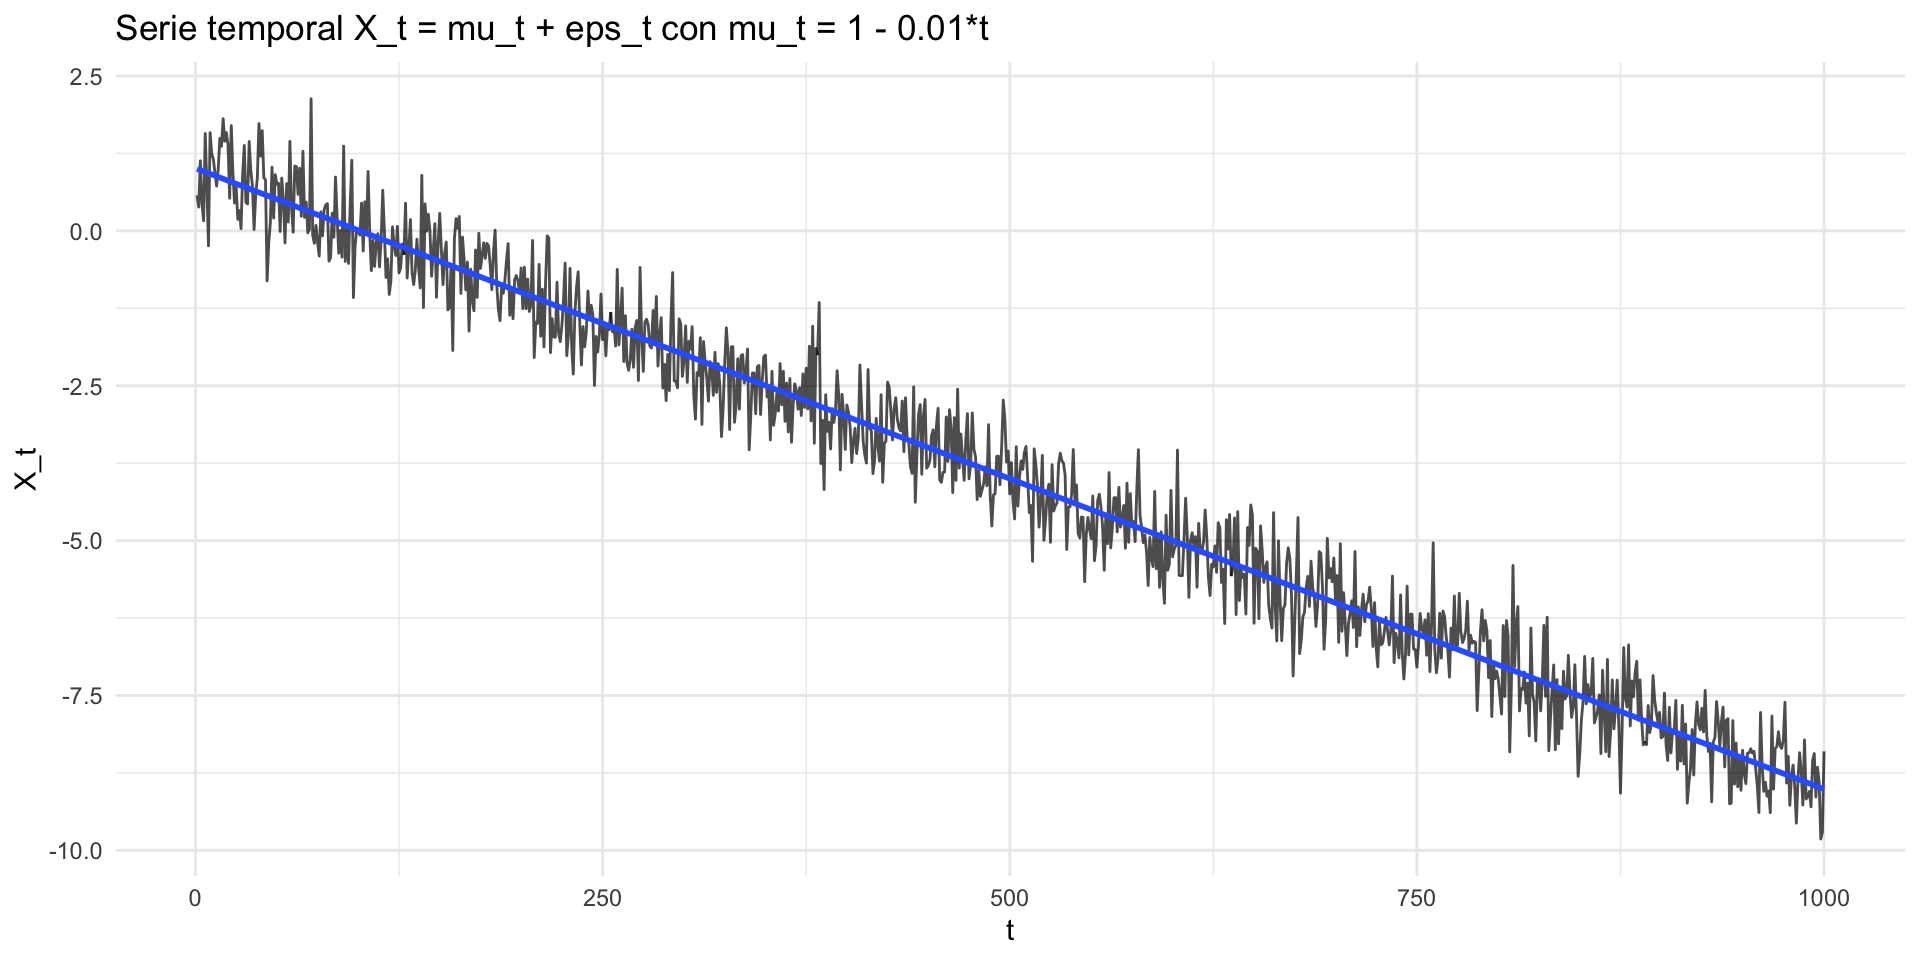 Serie temporal X_t = mu_t + eps_t con mu_t = 1 - 0.01*t
X_t
2.5
0.0
-2.5
-5.0
-7.5
-10.0
0 250 500 750 1000
t